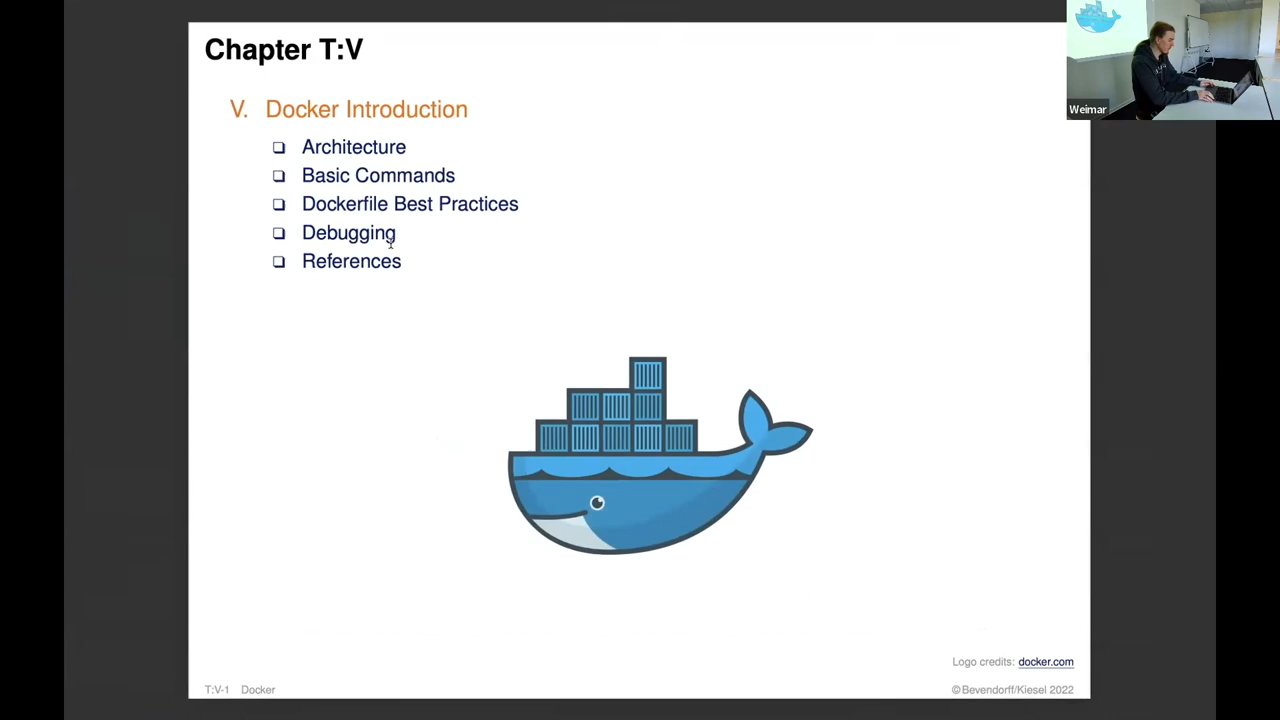 Chapter T:V
V. Docker Introduction
❑ Architecture
❑ Basic Commands
❑ Dockerfile Best Practices
❑ Debugging
❑ References
Logo credits: docker.com
T:V-1 Docker
© Bevendorff/Kiesel 2022
Weimar